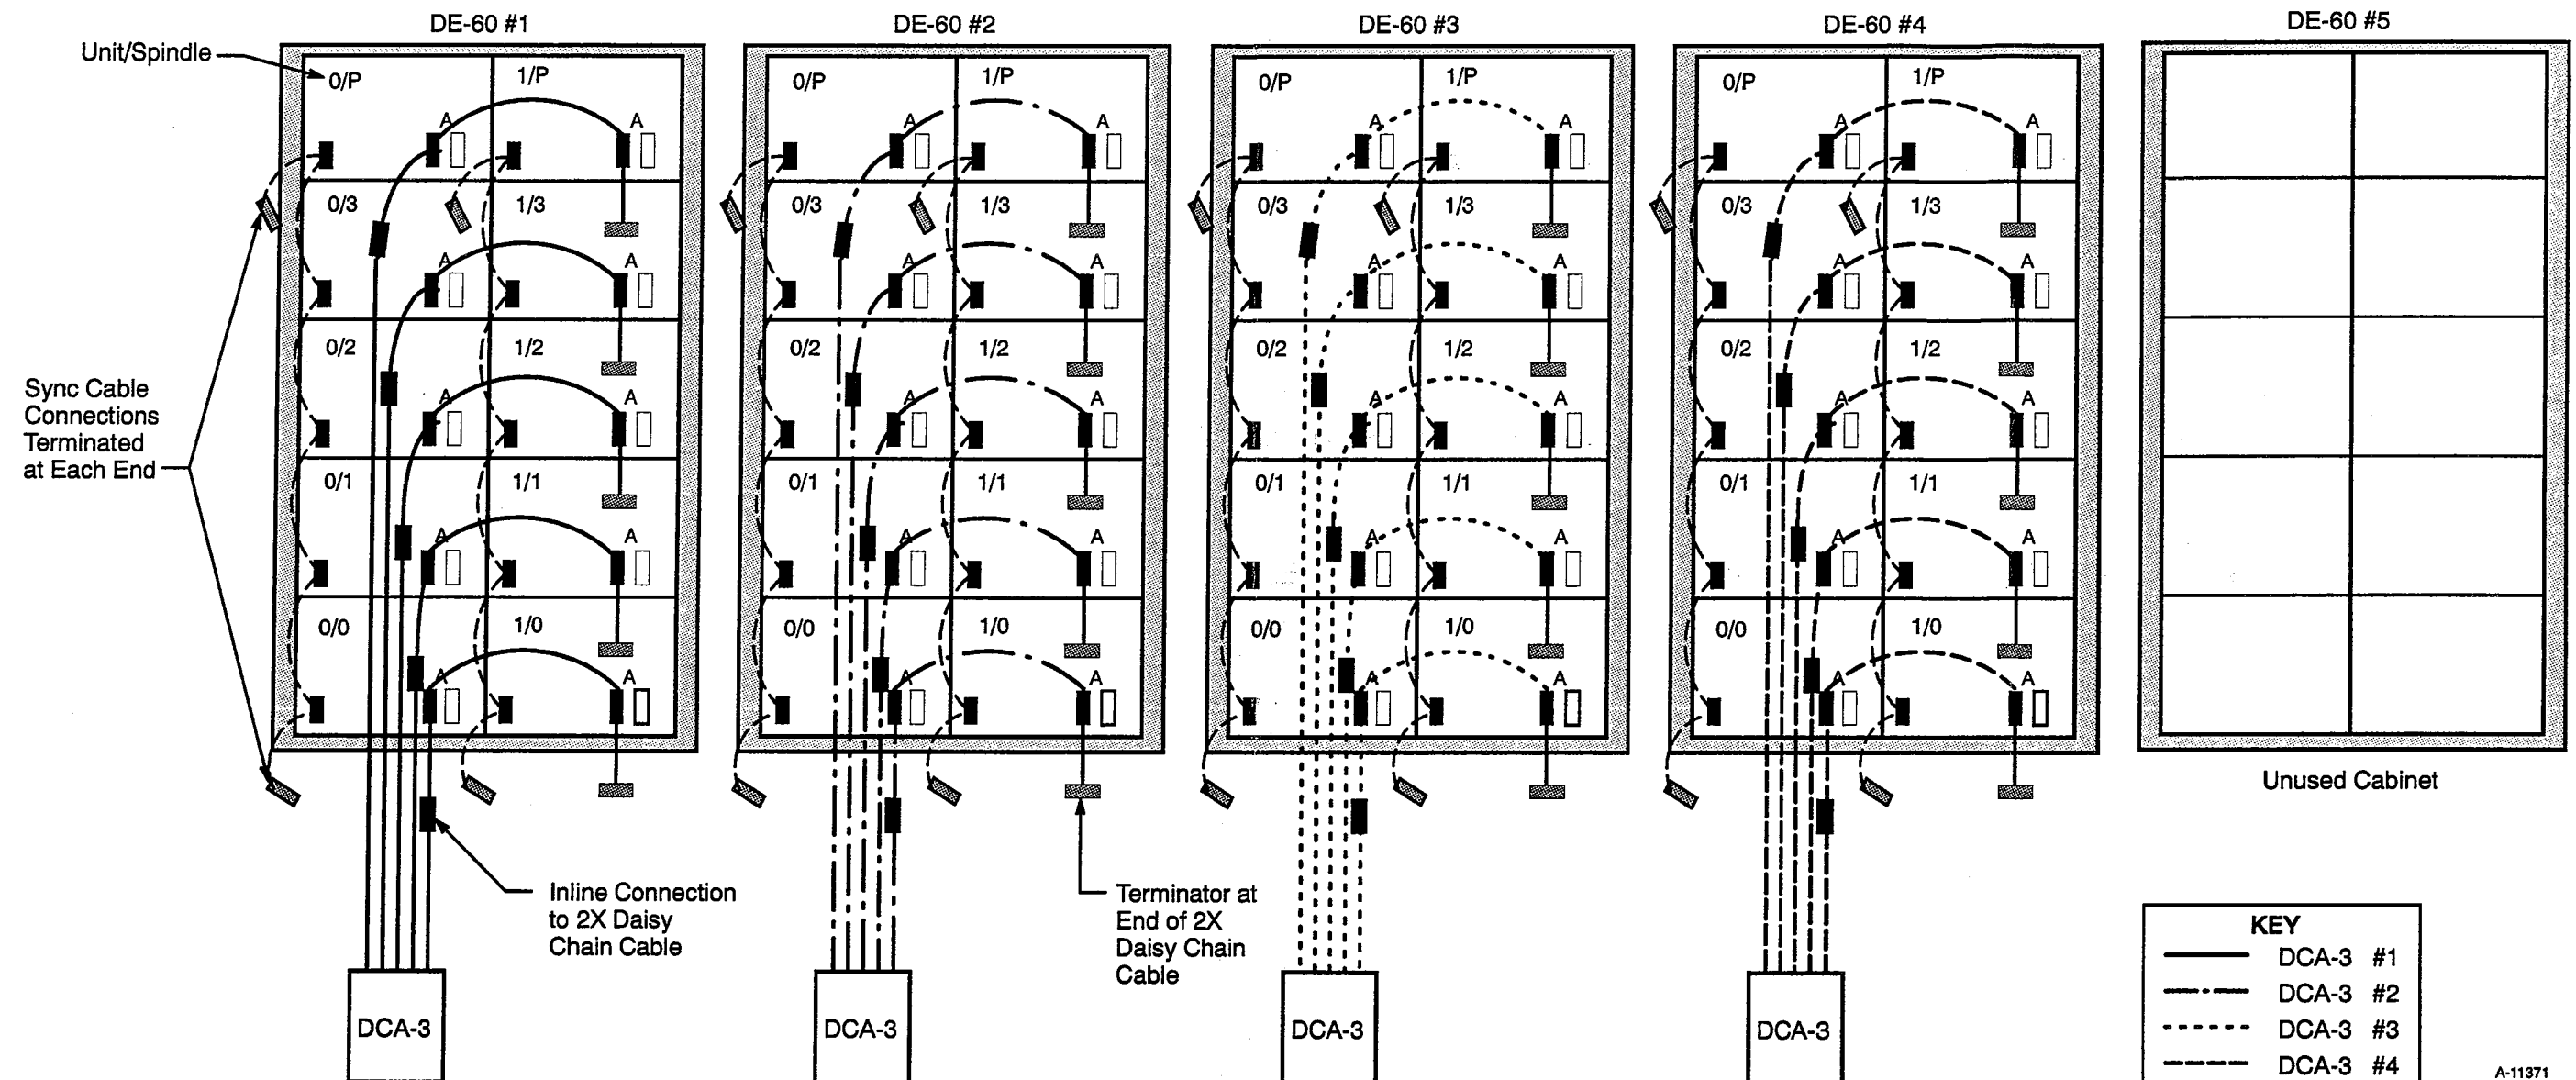 DE-60 #1
DE-60 #2
DE-60 #3
DE-60 #4
DE-60 #5
Unit/Spindle
0/P
1/P
0/P
1/P
0/P
1/P
0/P
1/P
A
A
A
A
A
A
A
A
0/3
1/3
0/3
1/3
0/3
1/3
0/3
1/3
A
A
A
A
A
A
A
A
0/2
1/2
0/2
1/2
0/2
1/2
0/2
1/2
Sync Cable
Connections
Terminated
at Each End
A
A
A
A
A
A
A
A
0/1
1/1
0/1
1/1
0/1
1/1
0/1
1/1
A
A
A
A
A
A
A
A
0/0
1/0
0/0
1/0
0/0
1/0
0/0
1/0
A
A
A
A
A
A
A
A
Unused Cabinet
Inline Connection
to 2X Daisy
Chain Cable
Terminator at
End of 2X
Daisy Chain
Cable
DCA-3
DCA-3
DCA-3
DCA-3
KEY
DCA-3 #1
DCA-3 #2
DCA-3 #3
DCA-3 #4
A-11371